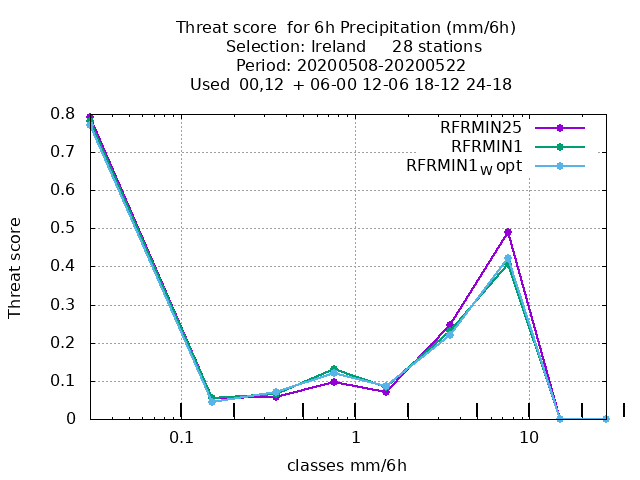 Threat score  for 6h Precipitation (mm/6h)
Selection: Ireland     28 stations
Period: 20200508-20200522
Used  00,12  + 06-00 12-06 18-12 24-18
RFRMIN25
RFRMIN1
RFRMIN1_W opt
0.8
0.7
0.6
0.5
0.4
0.3
0.2
0.1
0
Threat score
0.1 1 10
classes mm/6h